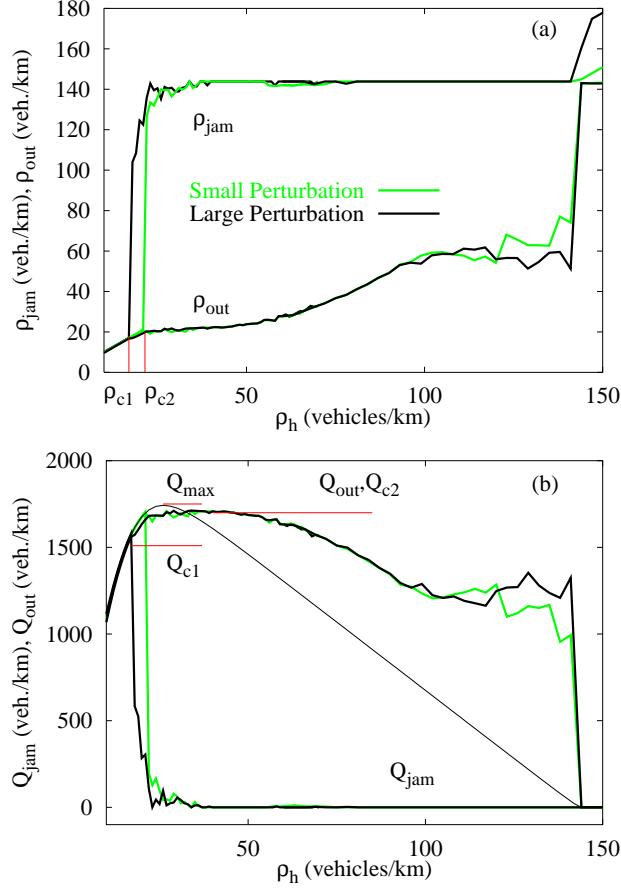 180
160
140
120
100
80
60
40
20
0
ρjam (veh./km), ρout (veh./km)
(a)
ρjam
Small Perturbation
Large Perturbation
ρout
ρc1 ρc2 50 100 150
ρh (vehicles/km)
2000
1500
1000
500
0
Qjam (veh./km), Qout (veh./km)
Qmax Qout,Qc2 (b)
Qc1
Qjam
50 100 150
ρh (vehicles/km)